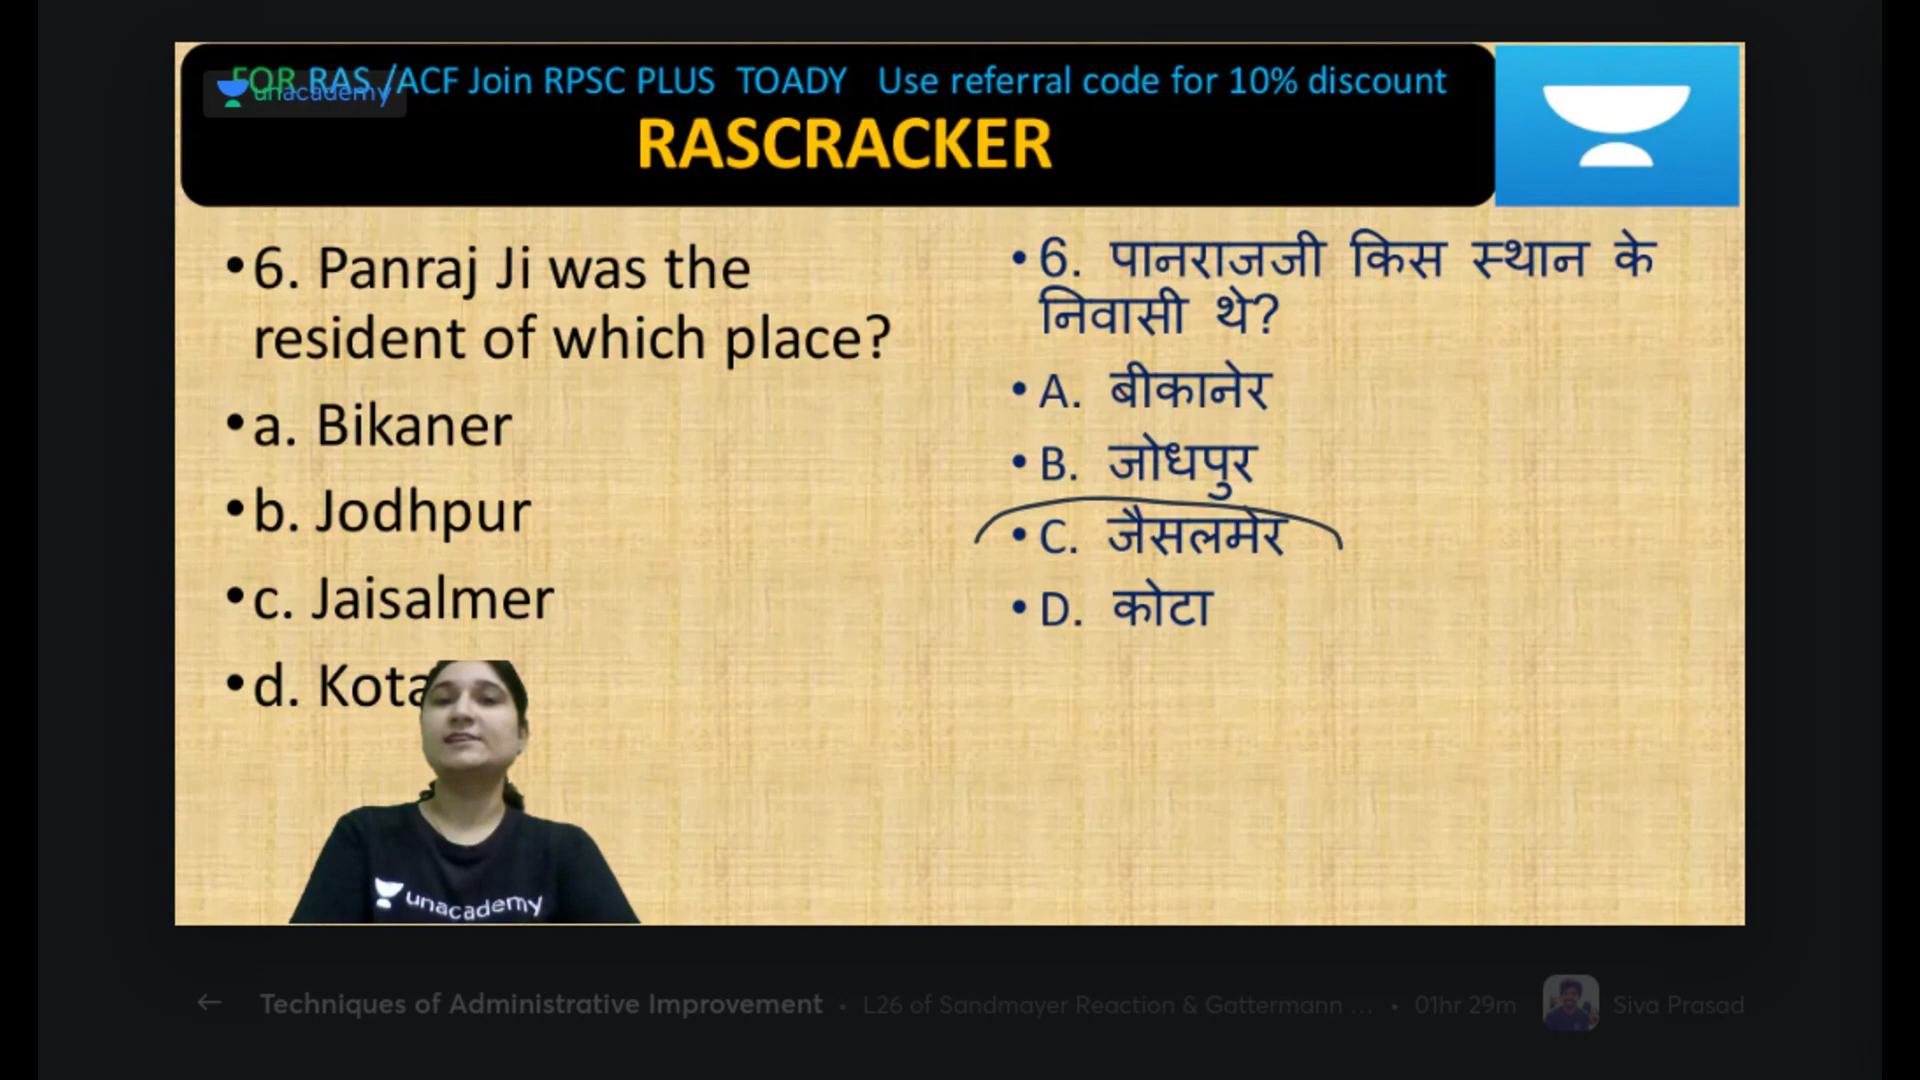 FOR RAS /ACF Join RPSC PLUS TOADY Use referral code for 10% discount
unacademy
RASCRACKER
•6. Panraj Ji was the
resident of which place?
•a. Bikaner
•b. Jodhpur
•c. Jaisalmer
•d. Kota
•6. पानराजजी किस स्थान के
निवासी थे?
•A. बीकानेर
•B. जोधपुर
•C. जैसलमेर
•D. कोटा
unacademy
← Techniques of Administrative Improvement • L26 of Sandmayer Reaction & Gattermann ... • 01hr 29m Siva Prasad